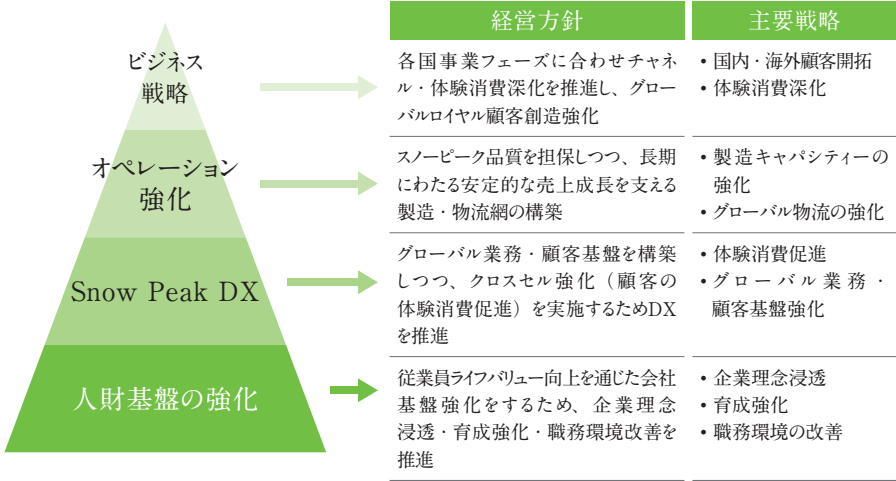 経営方針
主要戦略
ビジネス
戦略
各国事業フェーズに合わせチャネ
ル・体験消費深化を推進し、グロー
バルロイヤル顧客創造強化
• 国内・海外顧客開拓
• 体験消費深化
オペレーション
強化
スノーピーク品質を担保しつつ、長期
にわたる安定的な売上成長を支える
製造・物流網の構築
• 製造キャパシティーの
強化
• グローバル物流の強化
Snow Peak DX
グローバル業務・顧客基盤を構築
しつつ、クロスセル強化（顧客の
体験消費促進）を実施するためDX
を推進
• 体験消費促進
• グローバル業務・
顧客基盤強化
人財基盤の強化
従業員ライフバリュー向上を通じた会社
基盤強化をするため、企業理念
浸透・育成強化・職務環境改善を
推進
• 企業理念浸透
• 育成強化
• 職務環境の改善